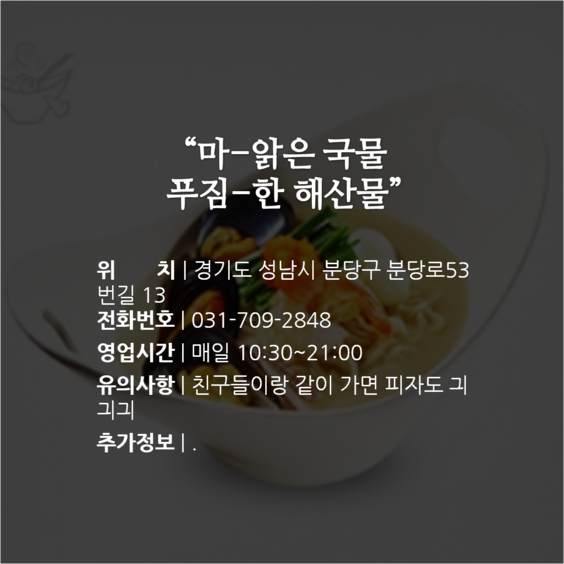 “마-앍은 국물
푸짐-한 해산물”
위 치 | 경기도 성남시 분당구 분당로53
번길 13
전화번호 | 031-709-2848
영업시간 | 매일 10:30~21:00
유의사항 | 친구들이랑 같이 가면 피자도 긔
긔긔
추가정보 | .